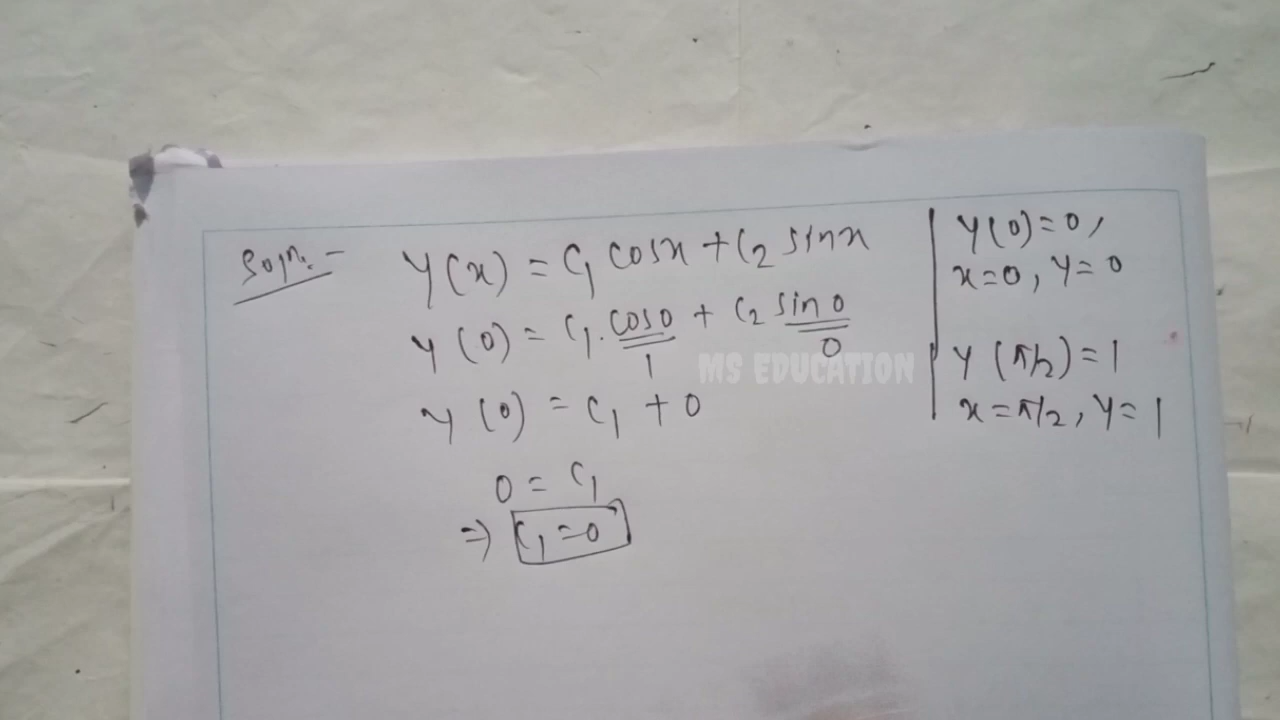 Soln. –
Y(x) = C₁ cosx + C₂ sinx
Y(0) = C₁. cos0 + C₂ sin0
1 0
Y(0) = C₁ + 0
0 = C₁
⇒) C₁ = 0
Y(0)=0,
x=0, Y=0
Y(π/2)=1
x=π/2, Y=1
MS EDUCATION